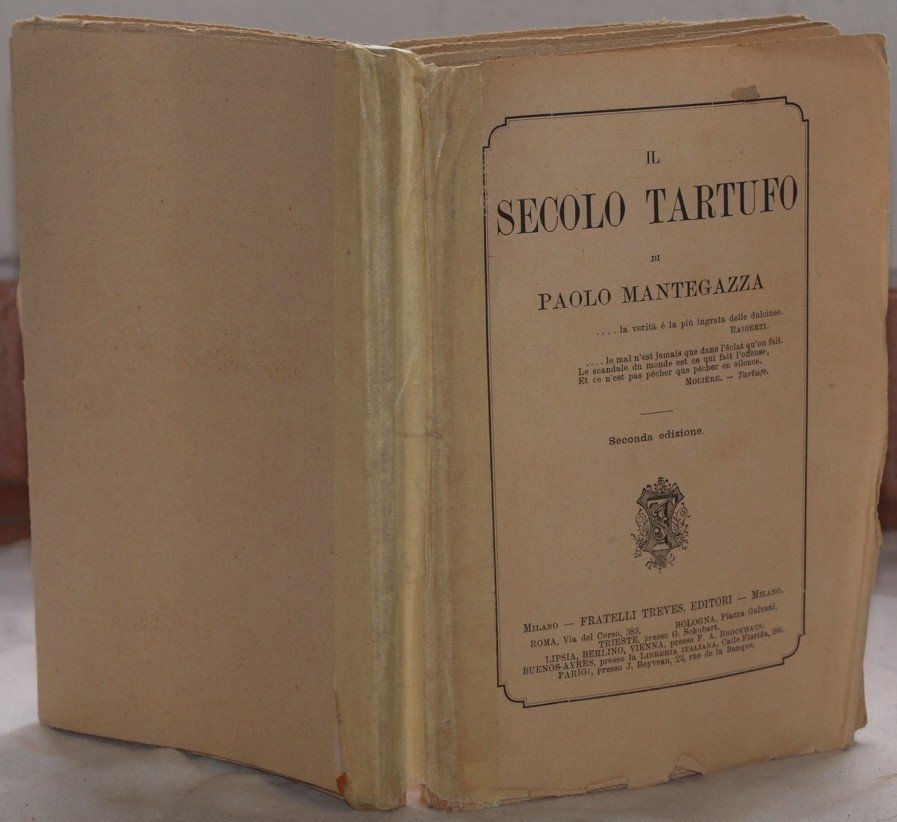 IL
SECOLO TARTUFO
DI
PAOLO MANTEGAZZA
. . . . la verità é la più ingrata delle dulcinee.
RAIBERTI.
. . . . le mal n'est jamais que dans l'éclat qu'on fait.
Le scandale du monde est ce qui fait l'offense,
Et ce n'est pas pécher que pécher en silence.
MOLIÈRE. — Tartufe.
Seconda edizione.
MILANO — FRATELLI TREVES, EDITORI — MILANO.
ROMA, Via del Corso, 383. BOLOGNA, Piazza Galvani.
TRIESTE, presso G. Schubart.
LIPSIA, BERLINO, VIENNA, presso F. A. BROCKHAUS.
BUENOS-AYRES, presso la LIBRERIA ITALIANA, Calle Florida, 266.
PARIGI, presso J. Boyveau, 22, rue de la Banque.